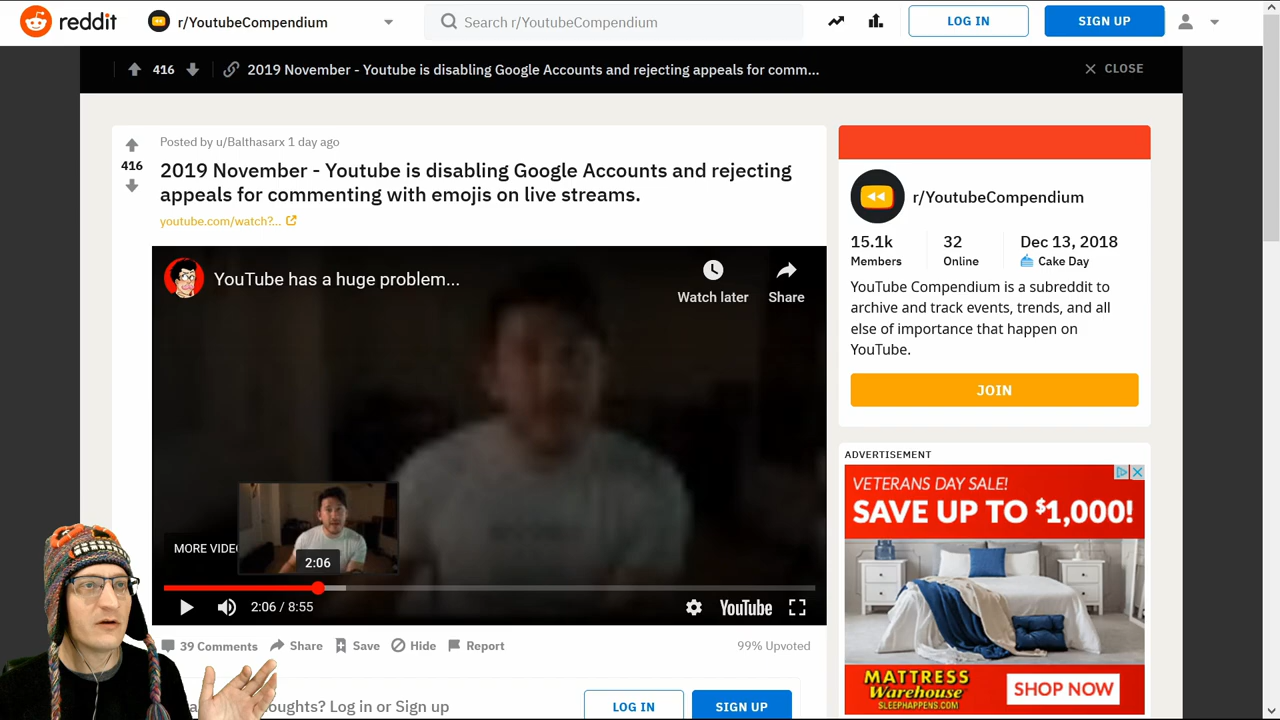 reddit
r/YoutubeCompendium
Search r/YoutubeCompendium
LOG IN
SIGN UP
416
2019 November - Youtube is disabling Google Accounts and rejecting appeals for comm...
CLOSE
Posted by u/Balthasarx 1 day ago
416
2019 November - Youtube is disabling Google Accounts and rejecting
appeals for commenting with emojis on live streams.
youtube.com/watch?...
YouTube has a huge problem...
Watch later
Share
MORE VIDE
2:06
2:06 / 8:55
YouTube
39 Comments
Share
Save
Hide
Report
99% Upvoted
oughts? Log in or Sign up
LOG IN
SIGN UP
r/YoutubeCompendium
15.1k
Members
32
Online
Dec 13, 2018
Cake Day
YouTube Compendium is a subreddit to
archive and track events, trends, and all
else of importance that happen on
YouTube.
JOIN
ADVERTISEMENT
VETERANS DAY SALE!
SAVE UP TO $1,000!
MATTRESS
Warehouse
SLEEPHAPPENS.COM
SHOP NOW